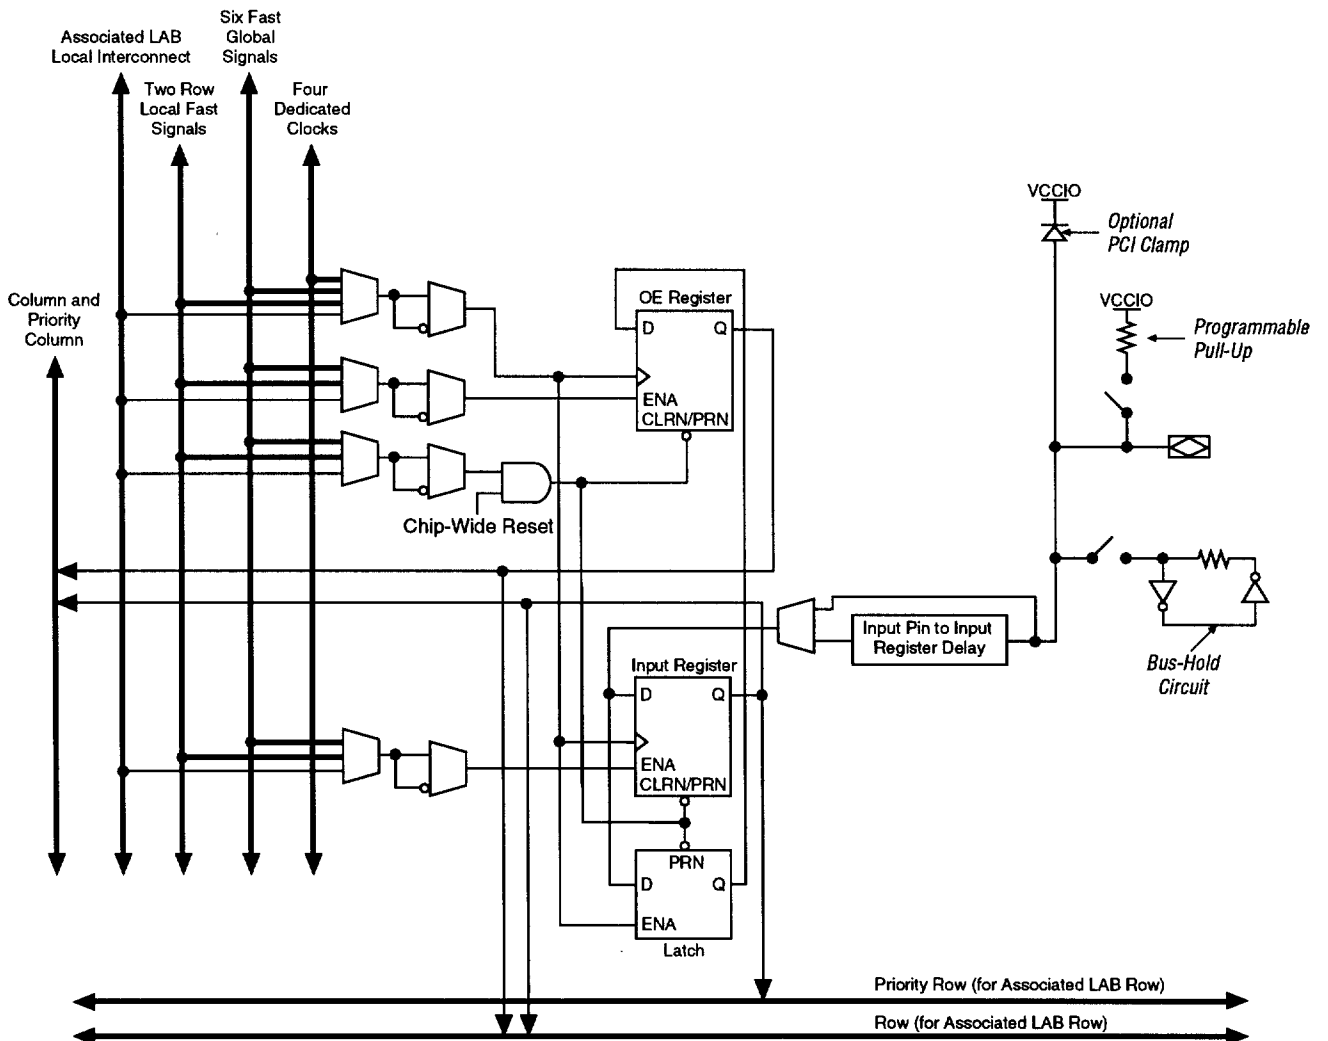 Six Fast
Global
Signals
Associated LAB
Local Interconnect
Two Row
Local Fast
Signals
Four
Dedicated
Clocks
VCCIO
Optional
PCI Clamp
Column and
Priority
Column
OE Register
VCCIO
D
Q
Programmable
Pull-Up
ENA
CLRN/PRN
Chip-Wide Reset
Input Pin to Input
Register Delay
Input Register
Bus-Hold
Circuit
D
Q
ENA
CLRN/PRN
PRN
D
Q
ENA
Latch
Priority Row (for Associated LAB Row)
Row (for Associated LAB Row)